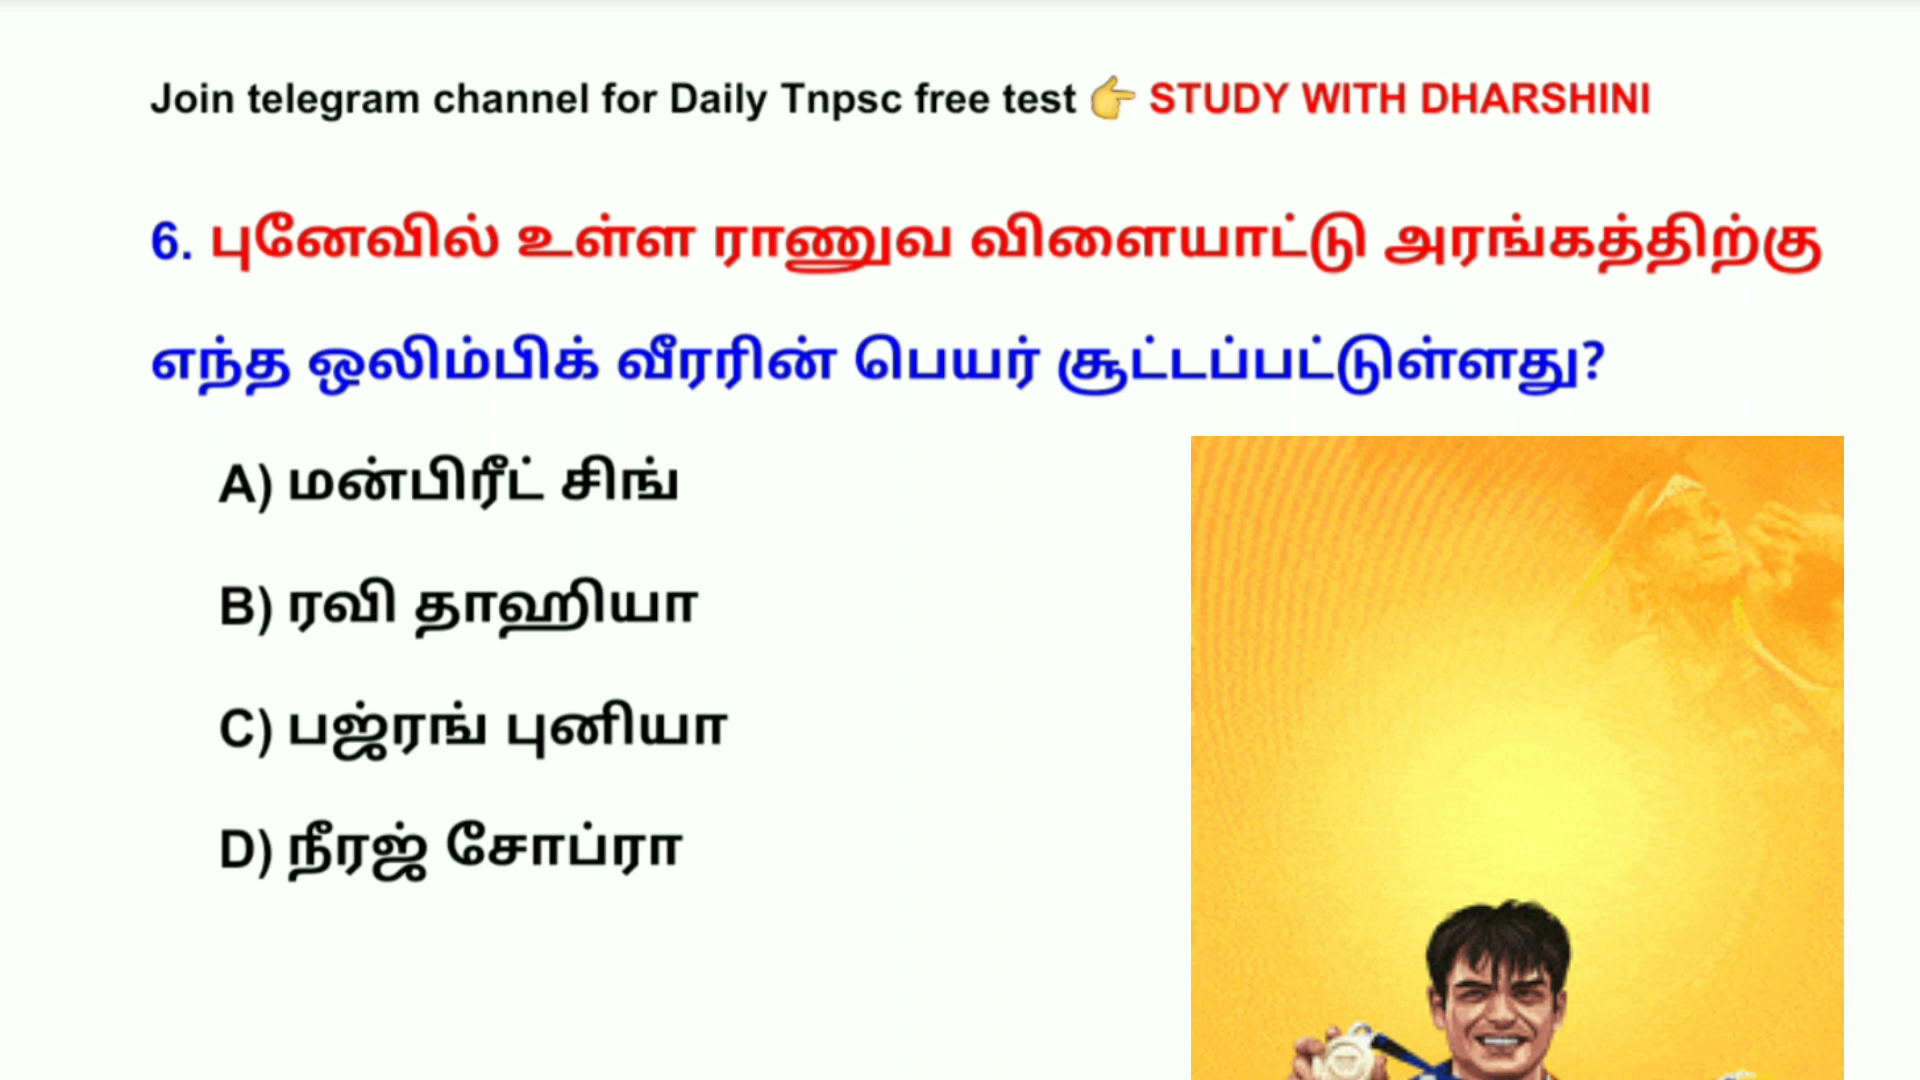 Join telegram channel for Daily Tnpsc free test 👉 STUDY WITH DHARSHINI
6. புனேவில் உள்ள ராணுவ விளையாட்டு அரங்கத்திற்கு
எந்த ஒலிம்பிக் வீரரின் பெயர் சூட்டப்பட்டுள்ளது?
A) மன்பிரீட் சிங்
B) ரவி தாஹியா
C) பஜ்ரங் புனியா
D) நீரஜ் சோப்ரா